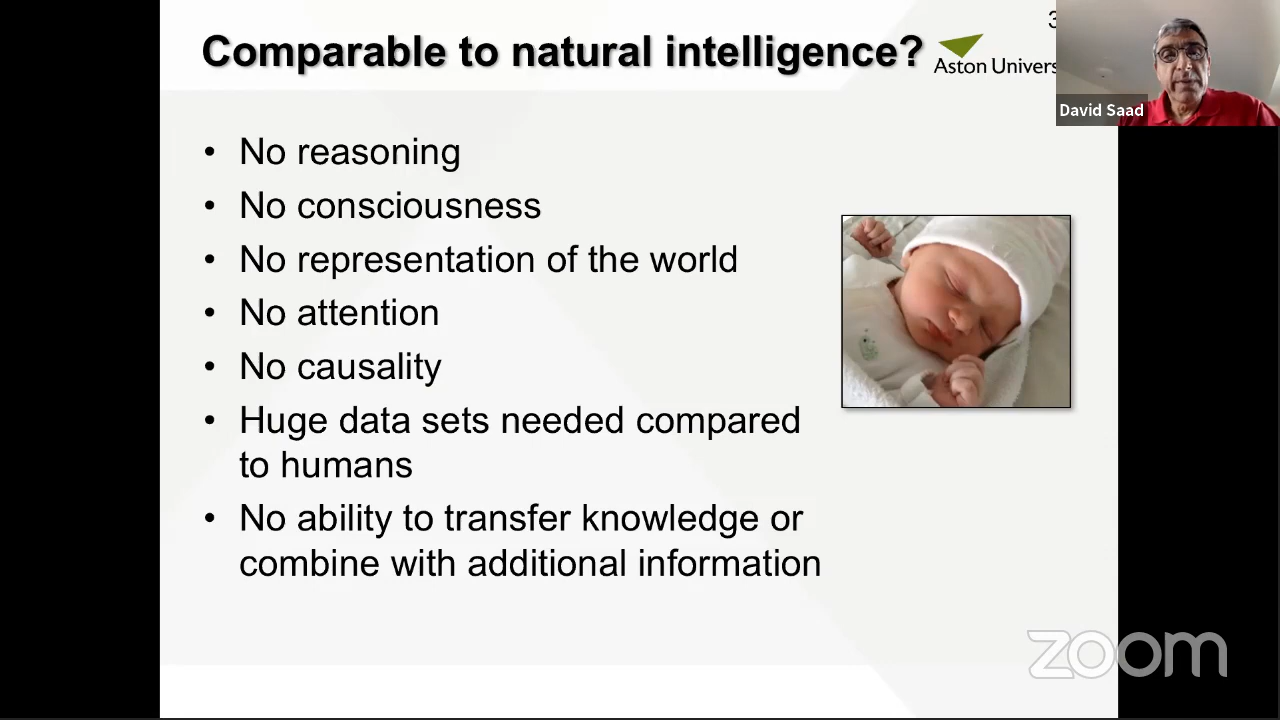 Comparable to natural intelligence?
3
Aston Univers
David Saad
• No reasoning
• No consciousness
• No representation of the world
• No attention
• No causality
• Huge data sets needed compared
to humans
• No ability to transfer knowledge or
combine with additional information
zoom